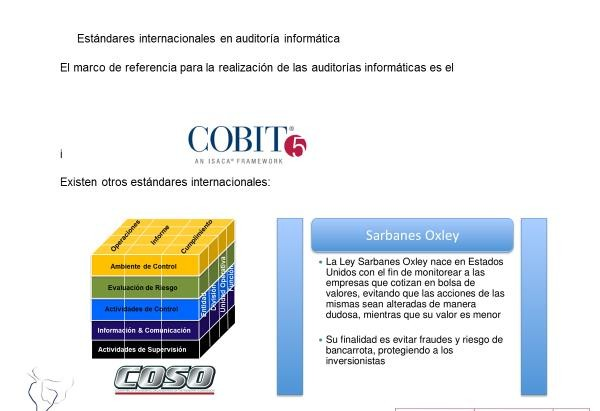 Estándares internacionales en auditoría informática
El marco de referencia para la realización de las auditorías informáticas es el
COBIT® 5
AN ISACA® FRAMEWORK
i
Existen otros estándares internacionales:
Operaciones
Informe
Cumplimiento
Ambiente de Control
Evaluación de Riesgo
Actividades de Control
Información & Comunicación
Actividades de Supervisión
Entidad
División
Unidad Operativa
Función
COSO
Sarbanes Oxley
• La Ley Sarbanes Oxley nace en Estados
Unidos con el fin de monitorear a las
empresas que cotizan en bolsa de
valores, evitando que las acciones de las
mismas sean alteradas de manera
dudosa, mientras que su valor es menor
• Su finalidad es evitar fraudes y riesgo de
bancarrota, protegiendo a los
inversionistas